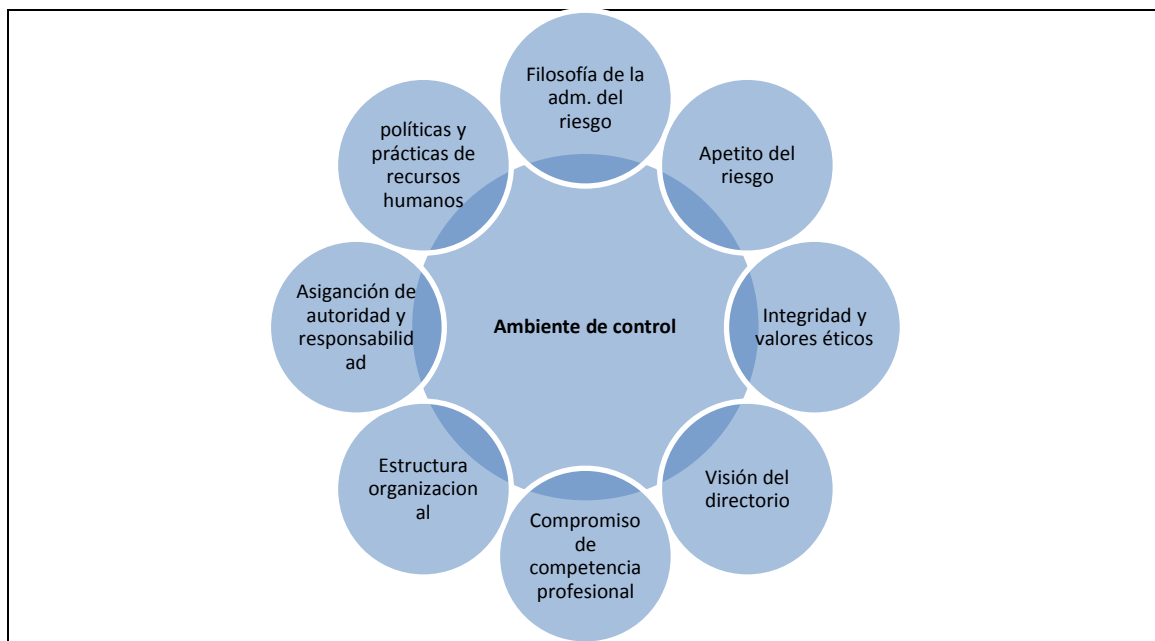 Filosofía de la
adm. del
riesgo
Apetito del
riesgo
Integridad y
valores éticos
Visión del
directorio
Compromiso
de
competencia
profesional
Estructura
organizacion
al
Asiganción de
autoridad y
responsabilid
ad
políticas y
prácticas de
recursos
humanos
Ambiente de control